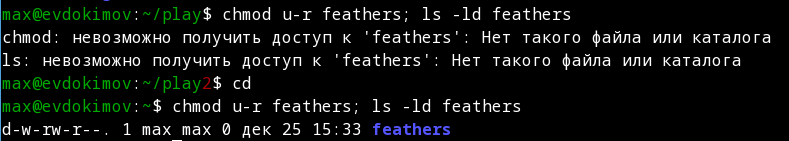 max@evdokimov:~/play$ chmod u-r feathers; ls -ld feathers
chmod: невозможно получить доступ к 'feathers': Нет такого файла или каталога
ls: невозможно получить доступ к 'feathers': Нет такого файла или каталога
max@evdokimov:~/play2$ cd
max@evdokimov:~$ chmod u-r feathers; ls -ld feathers
d-w-rw-r--. 1 max max 0 дек 25 15:33 feathers